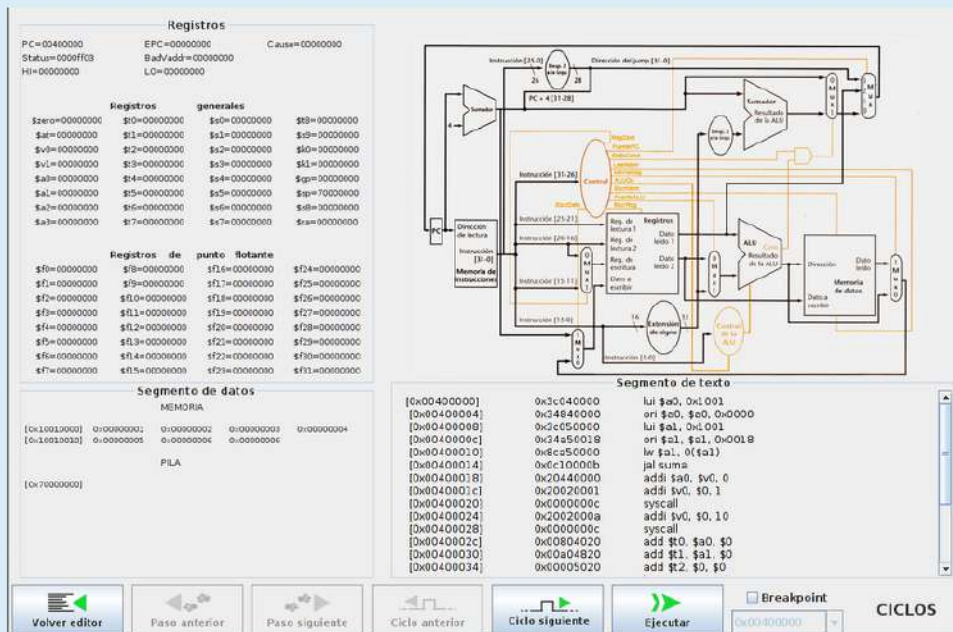 Registros
PC=00400000 EPC=00000000 Cause=00000000
Status=0000ff03 BadVaddr=00000000
HI=00000000 LO=00000000
Registros generales
$zero=00000000 $t0=00000000 $s0=00000000 $t8=00000000
$at=00000000 $t1=00000000 $s1=00000000 $s9=00000000
$v0=00000000 $t2=00000000 $s2=00000000 $k0=00000000
$v1=00000000 $t3=00000000 $s3=00000000 $k1=00000000
$a0=00000000 $t4=00000000 $s4=00000000 $gp=00000000
$a1=00000000 $t5=00000000 $s5=00000000 $sp=70000000
$a2=00000000 $t6=00000000 $s6=00000000 $s8=00000000
$a3=00000000 $t7=00000000 $s7=00000000 $ra=00000000
Registros de punto flotante
$f0=00000000 $f8=00000000 $f16=00000000 $f24=00000000
$f1=00000000 $f9=00000000 $f17=00000000 $f25=00000000
$f2=00000000 $f10=00000000 $f18=00000000 $f26=00000000
$f3=00000000 $f11=00000000 $f19=00000000 $f27=00000000
$f4=00000000 $f12=00000000 $f20=00000000 $f28=00000000
$f5=00000000 $f13=00000000 $f21=00000000 $f29=00000000
$f6=00000000 $f14=00000000 $f22=00000000 $f30=00000000
$f7=00000000 $f15=00000000 $f23=00000000 $f31=00000000
Segmento de datos
MEMORIA
[0x10010000] 0x00000001 0x00000002 0x00000003 0x00000004
[0x10010010] 0x00000005 0x00000006 0x00000006
PILA
[0x70000000]
Instrucción [25-0]
26
28
Dirección del jump [31-0]
PC + 4 [31-28]
Sumador
4
Sumador
Resultado
de la ALU
Control
Instrucción [31-26]
Instrucción [25-21]
Instrucción [20-16]
Instrucción [15-11]
Instrucción [15-0]
PC
Dirección
de lectura
Instrucción
[31-0]
Memoria de
instrucciones
Reg. de
lectura 1
Registros
Reg. de
lectura 2
Reg. de
escritura
Dato a
escribir
Dato
leído 1
Dato
leído 2
ALU
Cero
Resultado
de la ALU
Dirección
Dato
leído
Memoria
de datos
Dato a
escribir
16
Extensión
de signo
Control
de la
ALU
Segmento de texto
[0x00400000] 0x3c040000 lui $a0, 0x1001
[0x00400004] 0x34840000 ori $a0, $a0, 0x0000
[0x00400008] 0x3c050000 lui $a1, 0x1001
[0x0040000c] 0x34a50018 ori $a1, $a1, 0x0018
[0x00400010] 0x8ca50000 lw $a1, 0($a1)
[0x00400014] 0x0c10000b jal suma
[0x00400018] 0x20440000 addi $a0, $v0, 0
[0x0040001c] 0x20020001 addi $v0, $0, 1
[0x00400020] 0x0000000c syscall
[0x00400024] 0x2002000a addi $v0, $0, 10
[0x00400028] 0x0000000c syscall
[0x0040002c] 0x00804020 add $t0, $a0, $0
[0x00400030] 0x00a04820 add $t1, $a1, $0
[0x00400034] 0x00005020 add $t2, $0, $0
Volver editor
Paso anterior
Paso siguiente
Ciclo anterior
Ciclo siguiente
Ejecutar
Breakpoint
0x00400000
CICLOS